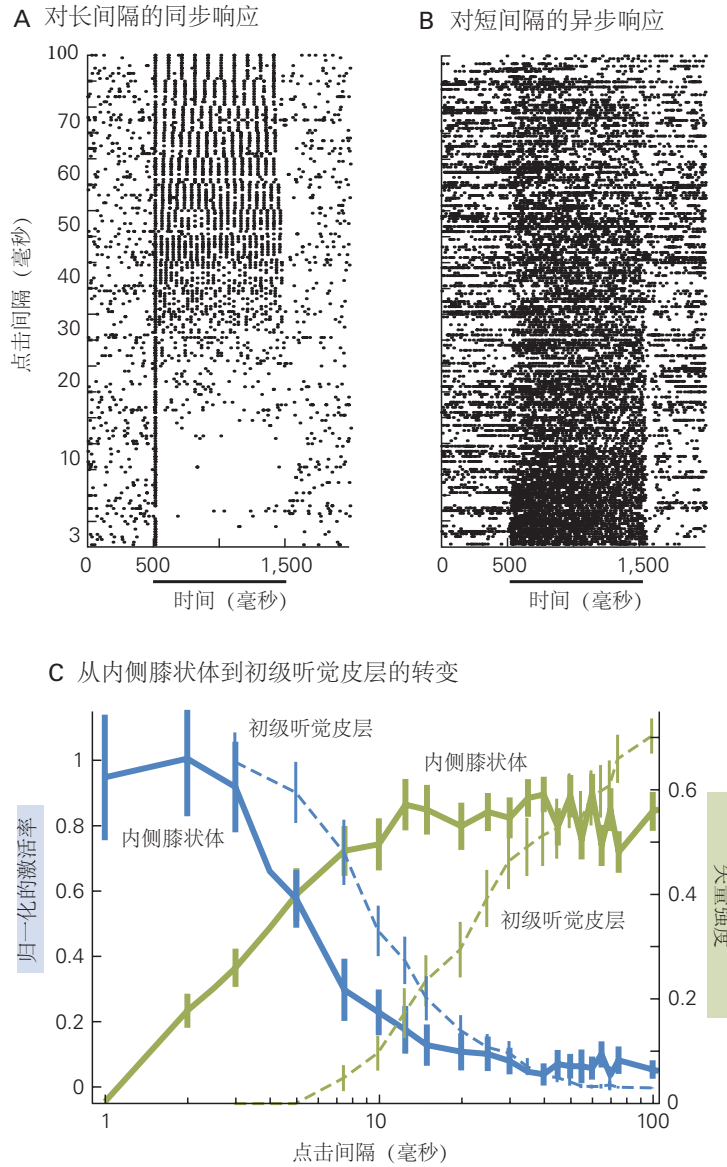 A 对长间隔的同步响应
B 对短间隔的异步响应
点击间隔（毫秒）
100
70
60
50
40
30
20
10
3
0 500 1,500
时间（毫秒）
0 500 1,500
时间（毫秒）
C 从内侧膝状体到初级听觉皮层的转变
归一化的激活率
1
0.8
0.6
0.4
0.2
0
初级听觉皮层
内侧膝状体
内侧膝状体
初级听觉皮层
0.6
0.4
0.2
0
矢量强度
1 10 100
点击间隔（毫秒）